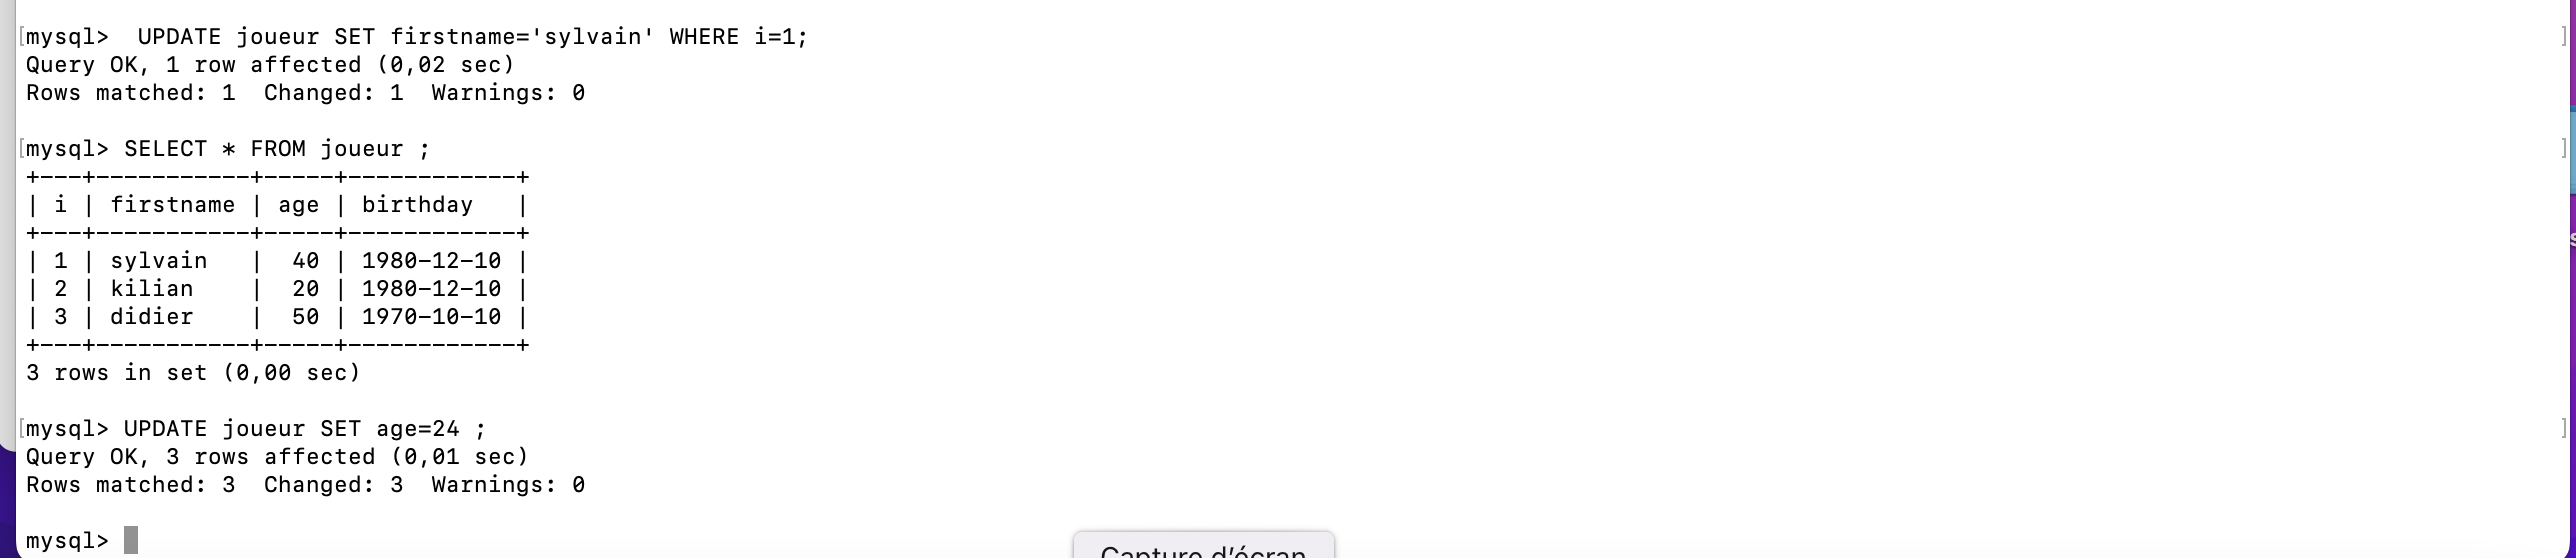 [mysql>  UPDATE joueur SET firstname='sylvain' WHERE i=1; ]
Query OK, 1 row affected (0,02 sec)
Rows matched: 1  Changed: 1  Warnings: 0
[mysql> SELECT * FROM joueur ; ]
+---+-----------+-----+------------+
| i | firstname | age | birthday   |
+---+-----------+-----+------------+
| 1 | sylvain   |  40 | 1980-12-10 |
| 2 | kilian    |  20 | 1980-12-10 |
| 3 | didier    |  50 | 1970-10-10 |
+---+-----------+-----+------------+
3 rows in set (0,00 sec)
[mysql> UPDATE joueur SET age=24 ; ]
Query OK, 3 rows affected (0,01 sec)
Rows matched: 3  Changed: 3  Warnings: 0
mysql>
Capture d'écran